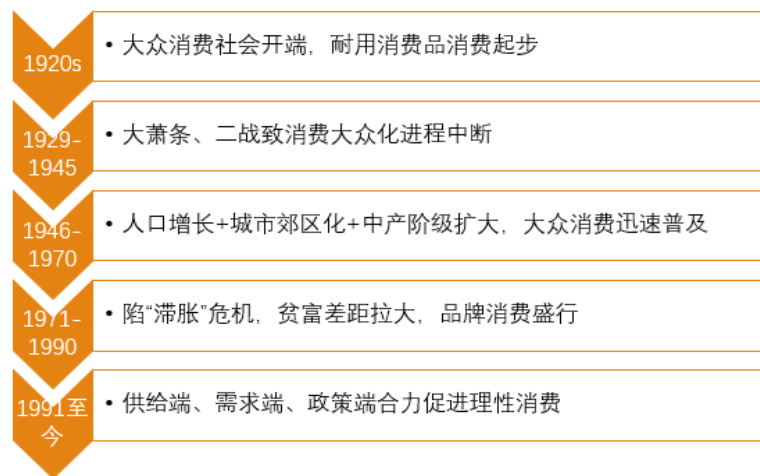 1920s
• 大众消费社会开端，耐用消费品消费起步
1929-
1945
• 大萧条、二战致消费大众化进程中断
1946-
1970
• 人口增长+城市郊区化+中产阶级扩大，大众消费迅速普及
1971-
1990
• 陷“滞胀”危机，贫富差距拉大，品牌消费盛行
1991至
今
• 供给端、需求端、政策端合力促进理性消费